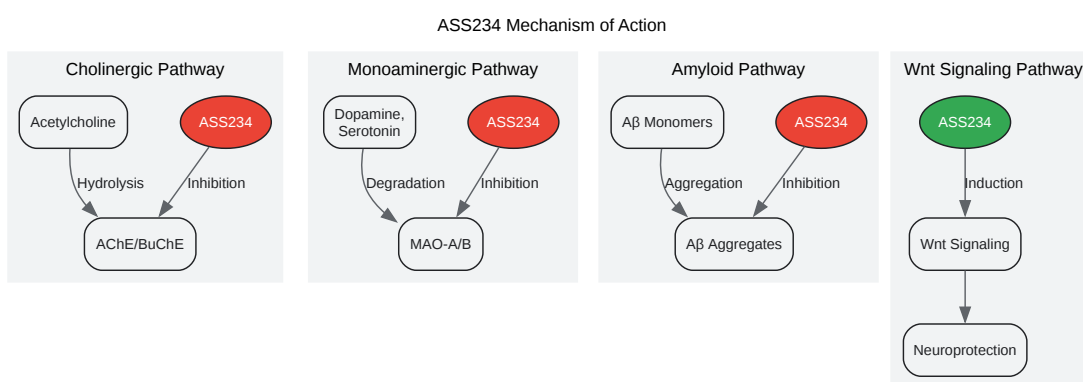 ASS234 Mechanism of Action
Cholinergic Pathway
Acetylcholine
ASS234
Hydrolysis
Inhibition
AChE/BuChE
Monoaminergic Pathway
Dopamine,
Serotonin
ASS234
Degradation
Inhibition
MAO-A/B
Amyloid Pathway
Aβ Monomers
ASS234
Aggregation
Inhibition
Aβ Aggregates
Wnt Signaling Pathway
ASS234
Induction
Wnt Signaling
Neuroprotection